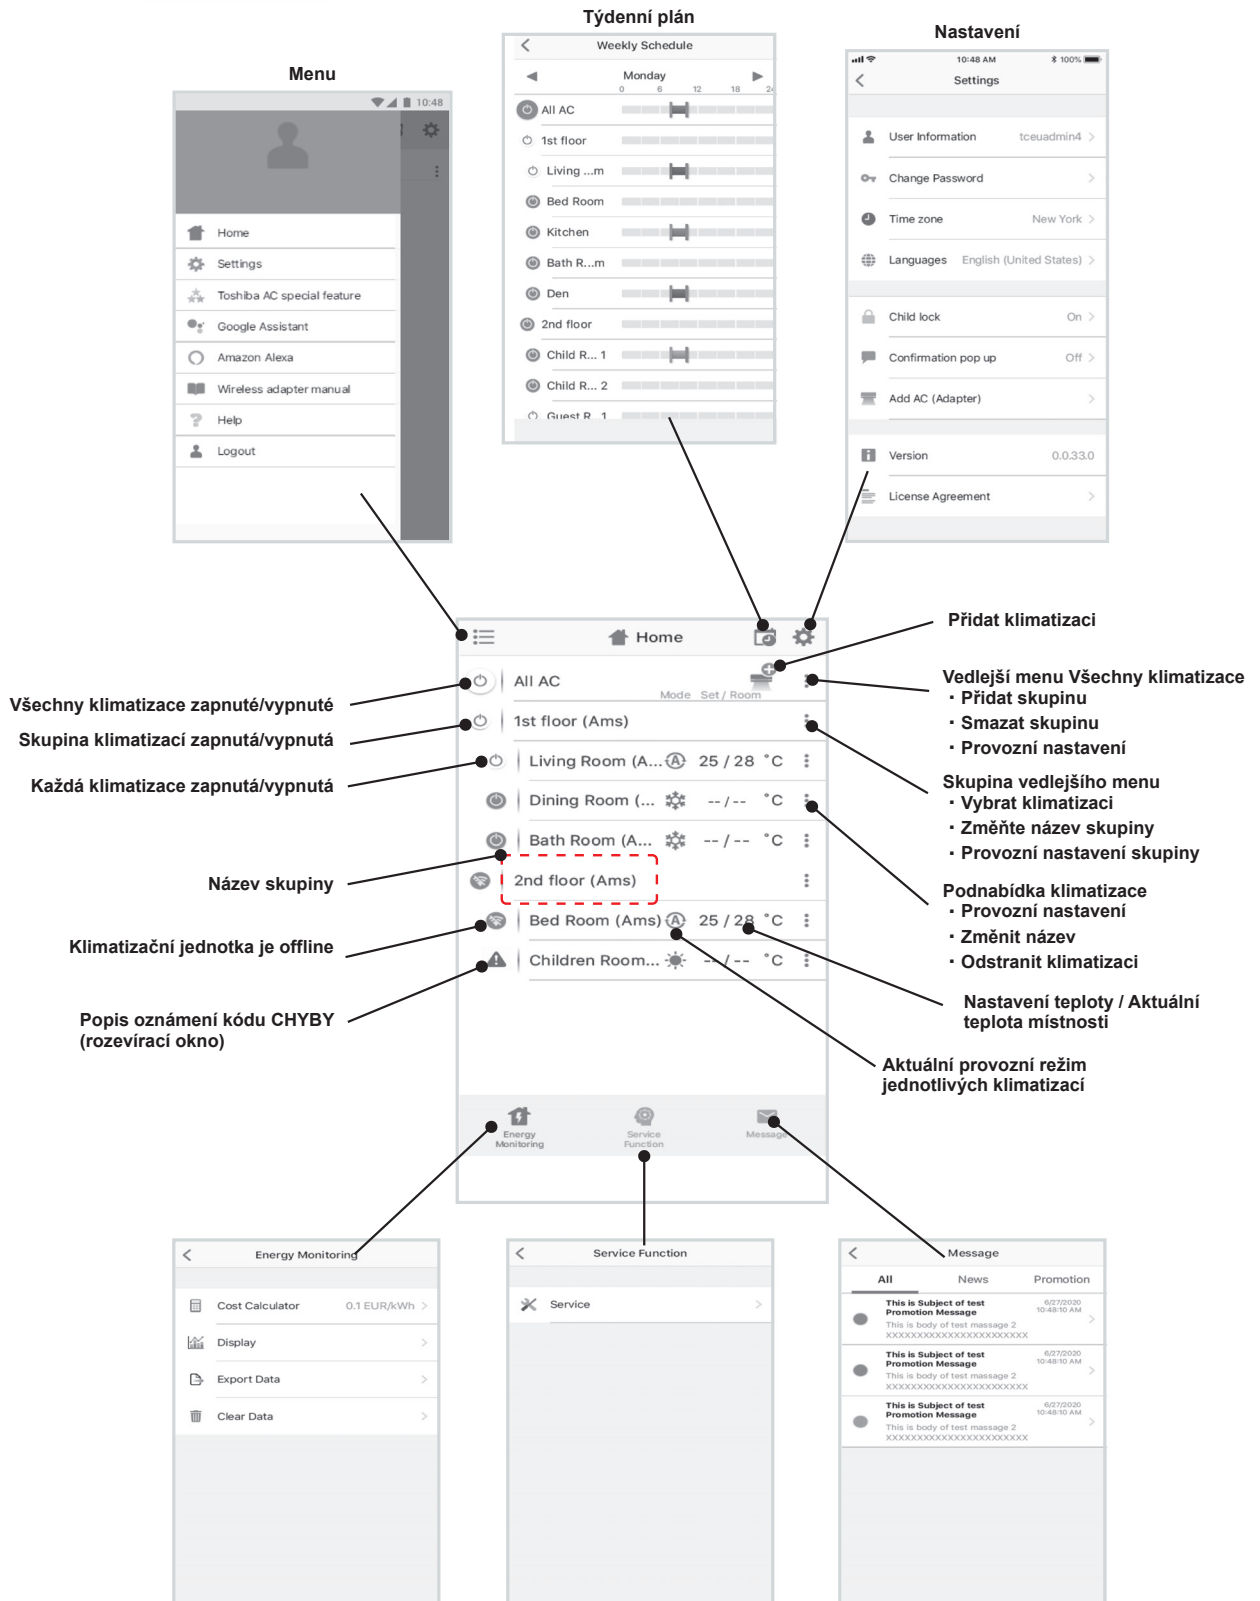 Týdenní plán
Nastavení
Menu
10:48
Home
Settings
Toshiba AC special feature
Google Assistant
Amazon Alexa
Wireless adapter manual
Help
Logout
Weekly Schedule
Monday
0 6 12 18 24
All AC
1st floor
Living ...m
Bed Room
Kitchen
Bath R...m
Den
2nd floor
Child R... 1
Child R... 2
Guest R...1
10:48 AM 100%
Settings
User Information tceuadmin4
Change Password
Time zone New York
Languages English (United States)
Child lock On
Confirmation pop up Off
Add AC (Adapter)
Version 0.0.33.0
License Agreement
Home
All AC
Mode Set / Room
1st floor (Ams)
Living Room (A... A 25 / 28 °C
Dining Room (... -- / -- °C
Bath Room (A... -- / -- °C
2nd floor (Ams)
Bed Room (Ams) A 25 / 28 °C
Children Room... -- / -- °C
Energy
Monitoring
Service
Function
Message
Všechny klimatizace zapnuté/vypnuté
Skupina klimatizací zapnutá/vypnutá
Každá klimatizace zapnutá/vypnutá
Název skupiny
Klimatizační jednotka je offline
Popis oznámení kódu CHYBY
(rozevírací okno)
Přidat klimatizaci
Vedlejší menu Všechny klimatizace
· Přidat skupinu
· Smazat skupinu
· Provozní nastavení
Skupina vedlejšího menu
· Vybrat klimatizaci
· Změňte název skupiny
· Provozní nastavení skupiny
Podnabídka klimatizace
· Provozní nastavení
· Změnit název
· Odstranit klimatizaci
Nastavení teploty / Aktuální
teplota místnosti
Aktuální provozní režim
jednotlivých klimatizací
Energy Monitoring
Cost Calculator 0.1 EUR/kWh
Display
Export Data
Clear Data
Service Function
Service
Message
All News Promotion
This is Subject of test 6/27/2020
Promotion Message 10:48:10 AM
This is body of test massage 2
XXXXXXXXXXXXXXXXXXXXXXX
This is Subject of test 6/27/2020
Promotion Message 10:48:10 AM
This is body of test massage 2
XXXXXXXXXXXXXXXXXXXXXXX
This is Subject of test 6/27/2020
Promotion Message 10:48:10 AM
This is body of test massage 2
XXXXXXXXXXXXXXXXXXXXXXX